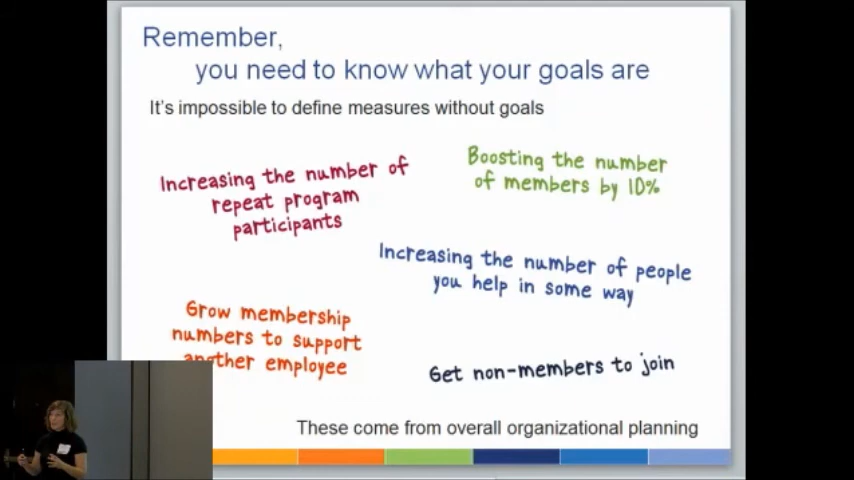 Remember,
you need to know what your goals are
It's impossible to define measures without goals
Increasing the number of
repeat program
participants
Boosting the number
of members by 10%
Increasing the number of people
you help in some way
Grow membership
numbers to support
another employee
Get non-members to join
These come from overall organizational planning